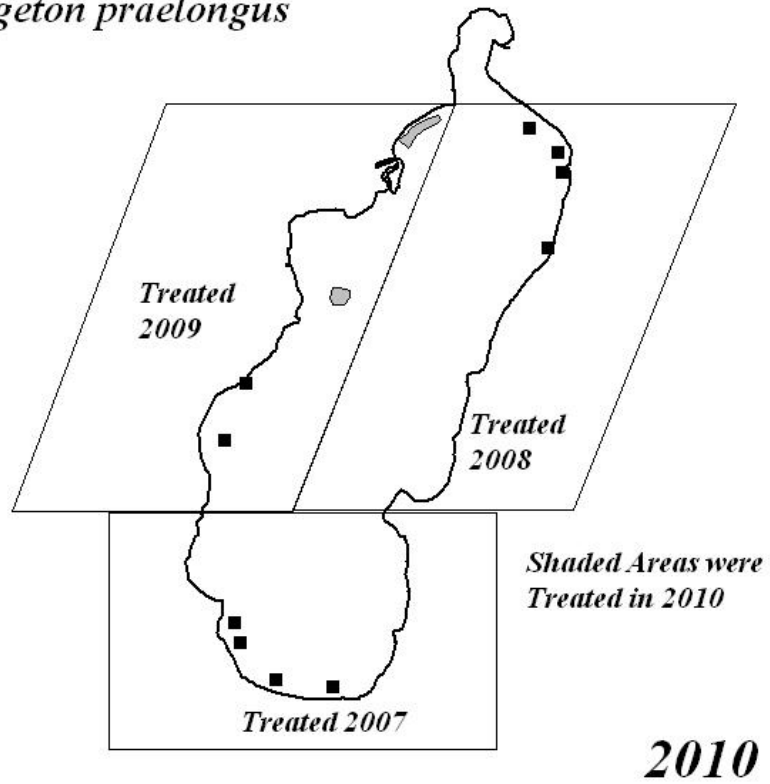 geton praelongus
Treated
2009
Treated
2008
Shaded Areas were
Treated in 2010
Treated 2007
2010